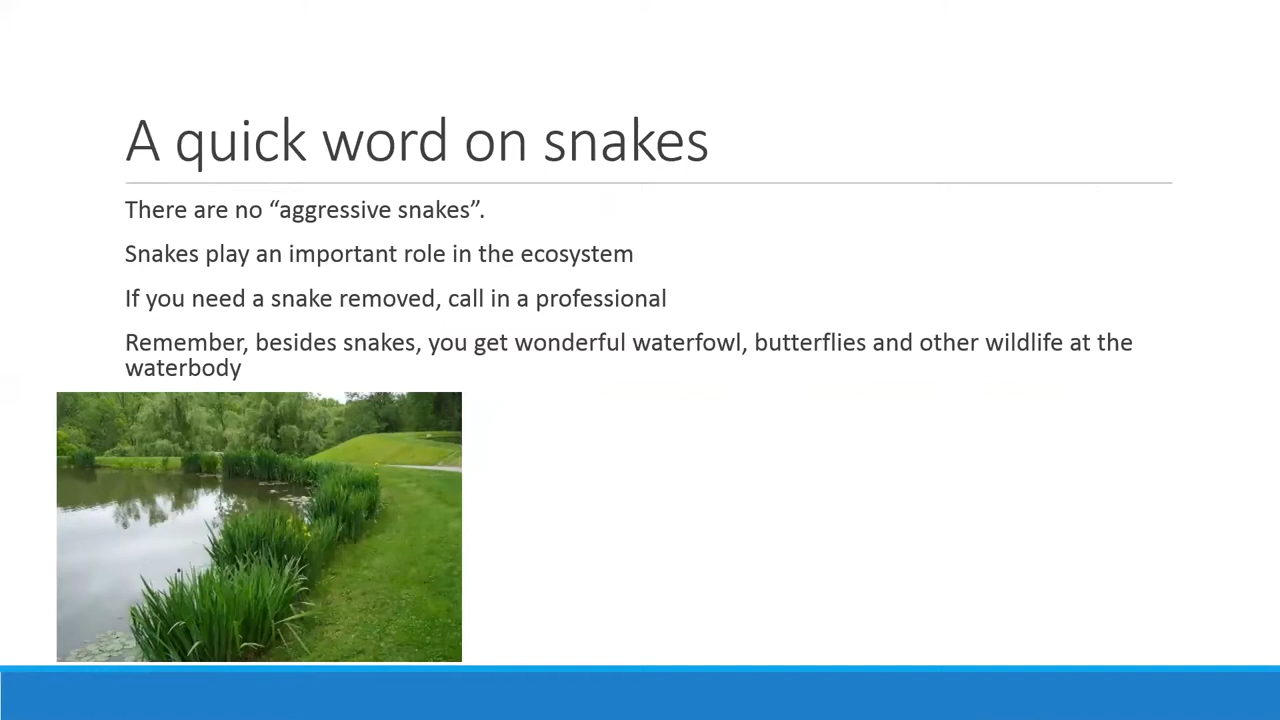 A quick word on snakes
There are no “aggressive snakes”.
Snakes play an important role in the ecosystem
If you need a snake removed, call in a professional
Remember, besides snakes, you get wonderful waterfowl, butterflies and other wildlife at the
waterbody